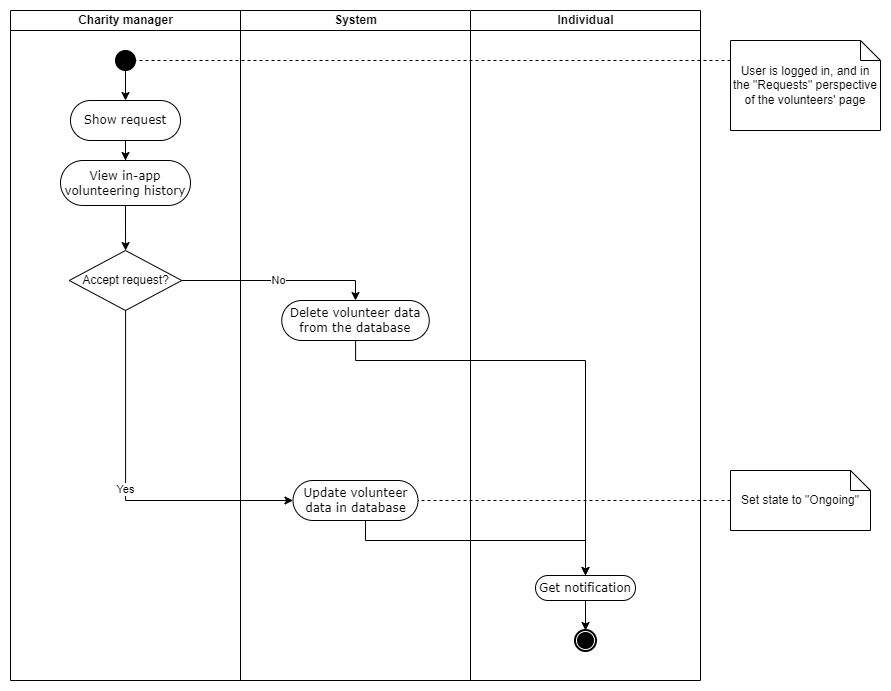 Charity manager
System
Individual
User is logged in, and in
the "Requests" perspective
of the volunteers' page
Show request
View in-app
volunteering history
Accept request?
No
Delete volunteer data
from the database
Yes
Update volunteer
data in database
Set state to "Ongoing"
Get notification